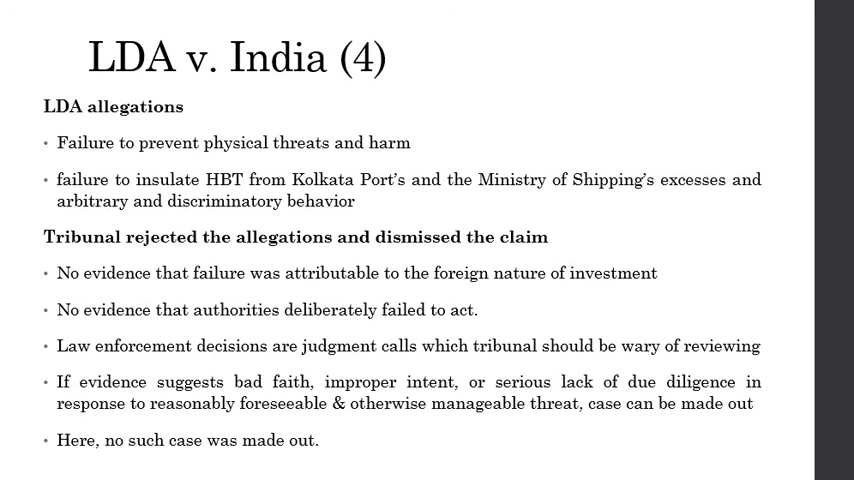 LDA v. India (4)
LDA allegations
• Failure to prevent physical threats and harm
• failure to insulate HBT from Kolkata Port’s and the Ministry of Shipping’s excesses and
arbitrary and discriminatory behavior
Tribunal rejected the allegations and dismissed the claim
• No evidence that failure was attributable to the foreign nature of investment
• No evidence that authorities deliberately failed to act.
• Law enforcement decisions are judgment calls which tribunal should be wary of reviewing
• If evidence suggests bad faith, improper intent, or serious lack of due diligence in
response to reasonably foreseeable & otherwise manageable threat, case can be made out
• Here, no such case was made out.